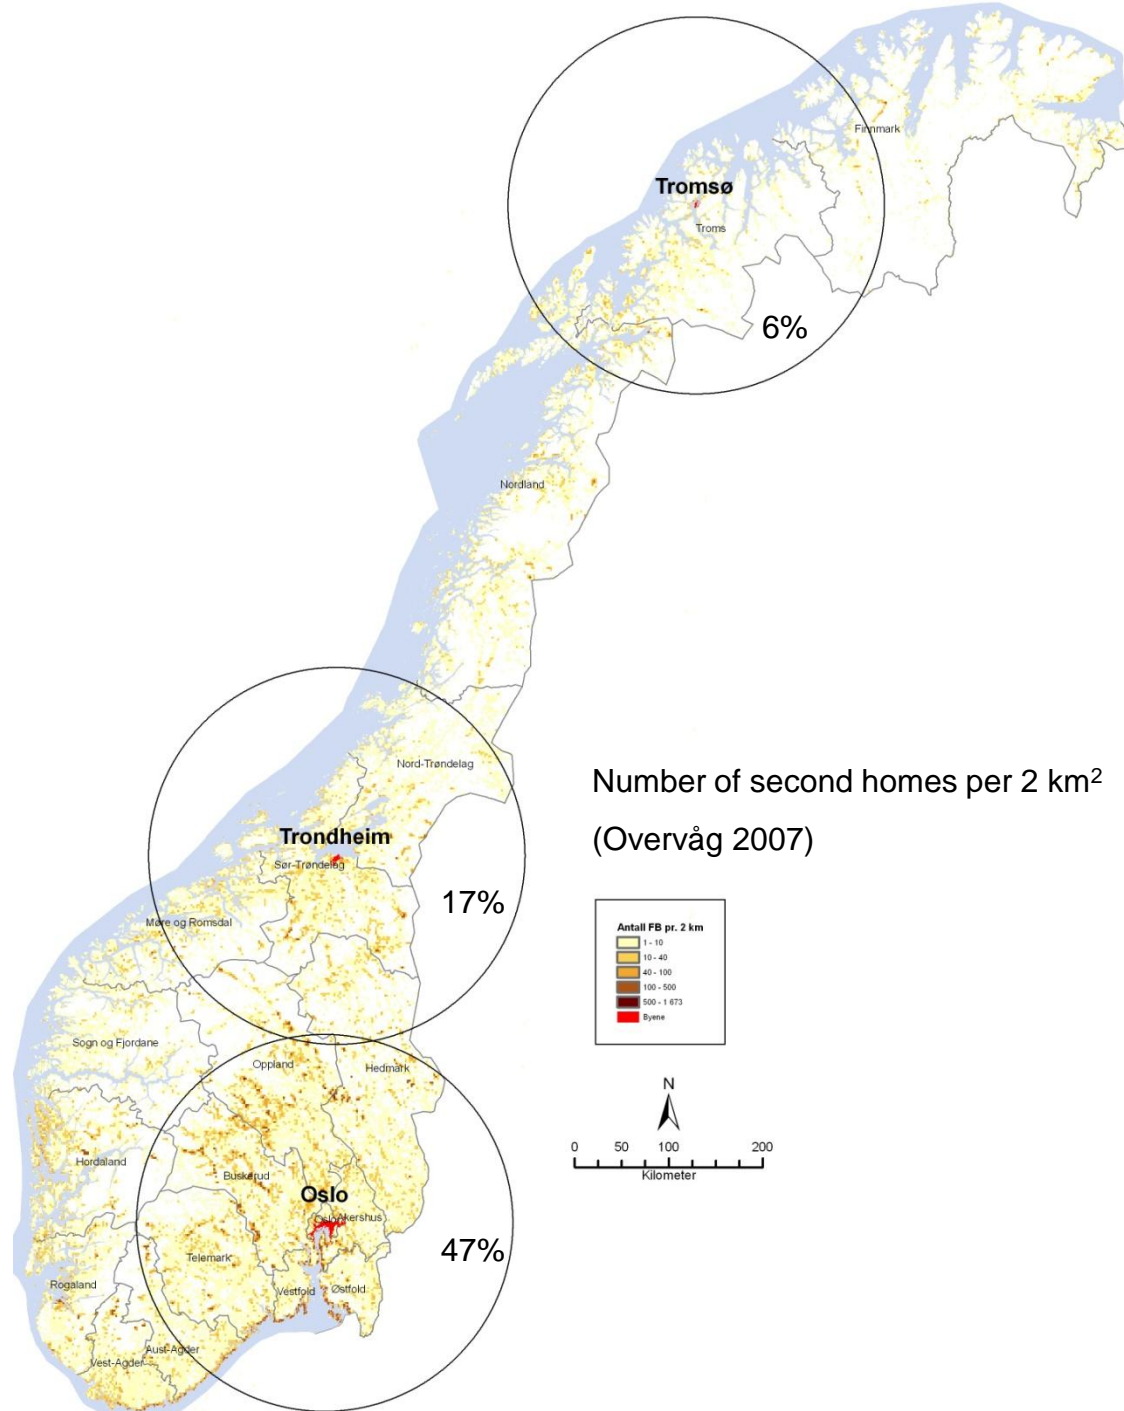 Finnmark
Tromsø
Troms
6%
Nordland
Nord-Trøndelag
Number of second homes per 2 km²
(Overvåg 2007)
Trondheim
Sør-Trøndelag
17%
Møre og Romsdal
Antall FB pr. 2 km
1 - 10
10 - 40
40 - 100
100 - 500
500 - 1 673
Byene
Sogn og Fjordane
Oppland
Hedmark
N
0 50 100 200
Kilometer
Hordaland
Buskerud
Oslo
Oslo
Akershus
47%
Telemark
Rogaland
Vestfold
Østfold
Aust-Agder
Vest-Agder